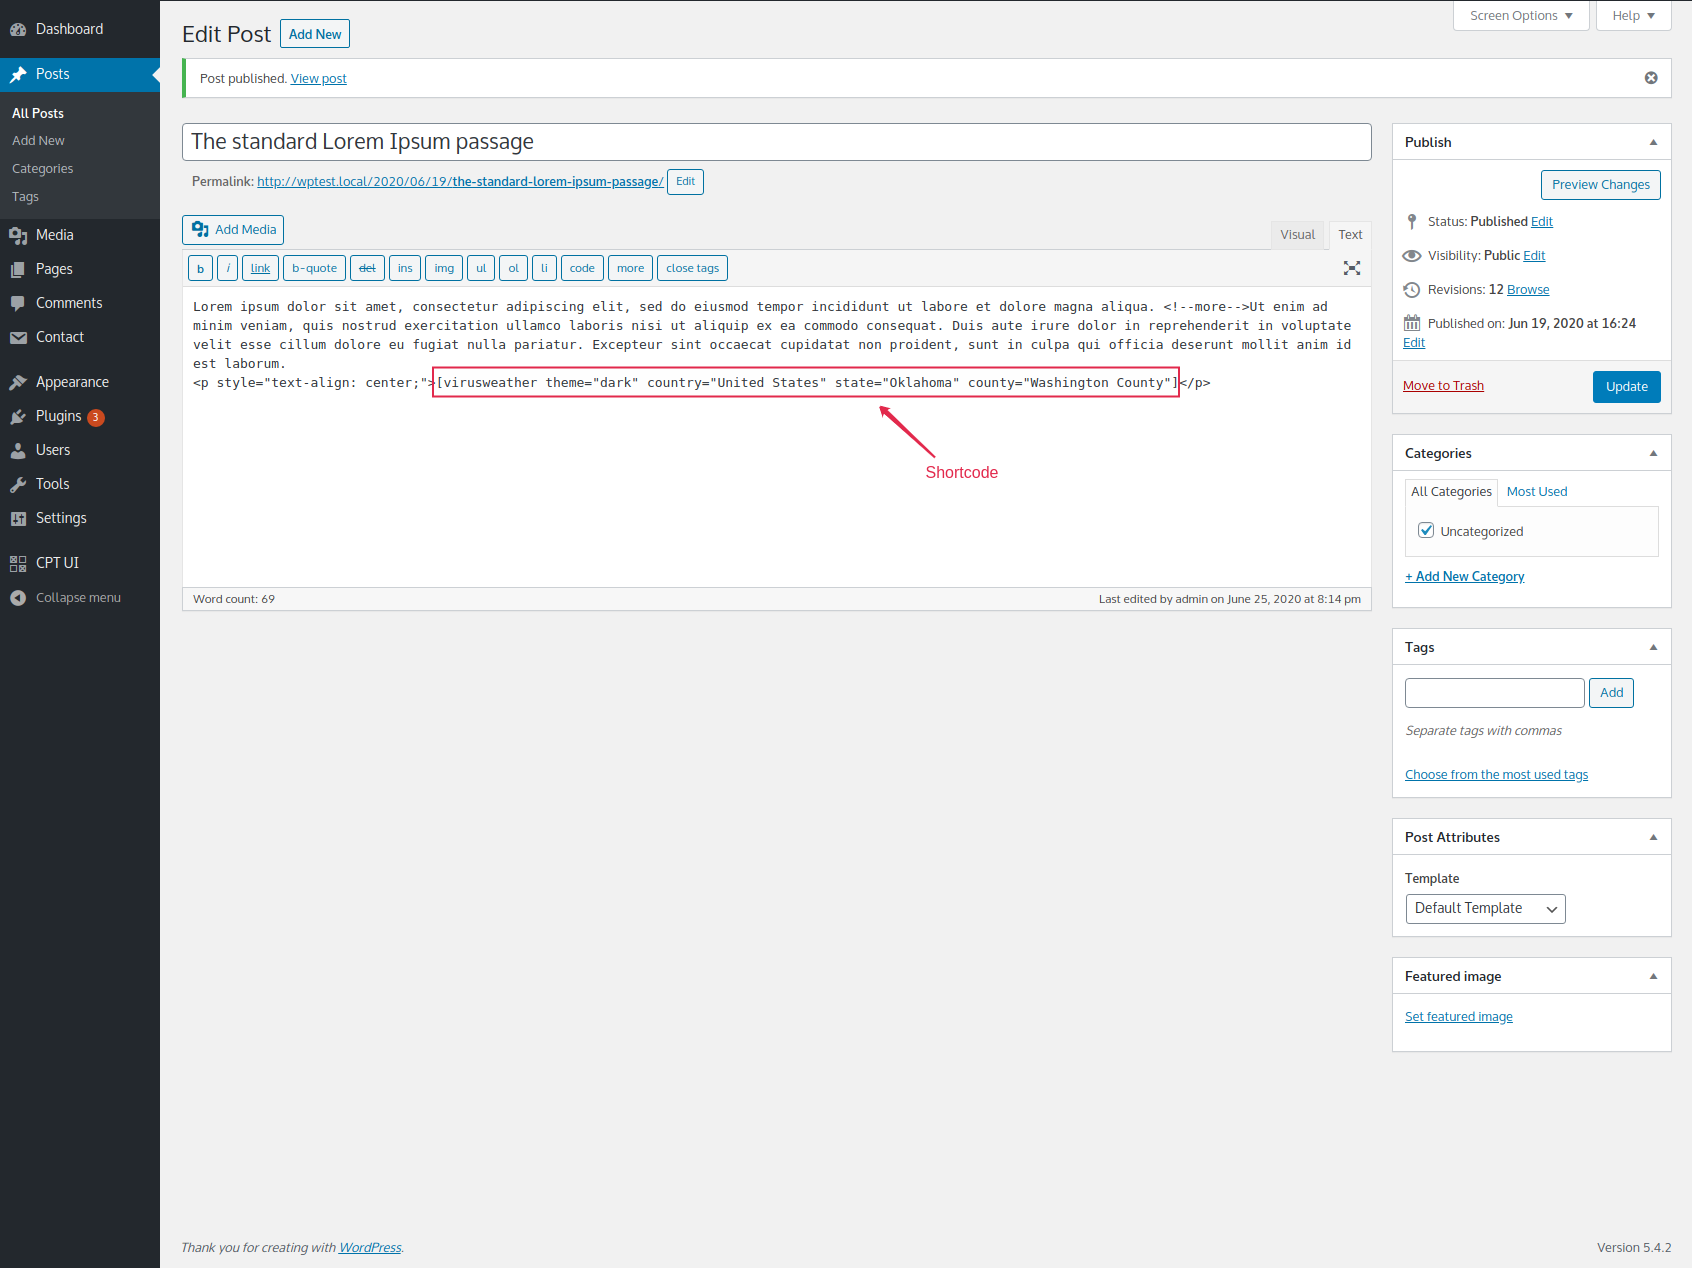 Dashboard
Posts
All Posts
Add New
Categories
Tags
Media
Pages
Comments
Contact
Appearance
Plugins 3
Users
Tools
Settings
CPT UI
Collapse menu
Screen Options
Help
Edit Post
Add New
Post published. View post
The standard Lorem Ipsum passage
Permalink: http://wptest.local/2020/06/19/the-standard-lorem-ipsum-passage/ Edit
Add Media
Visual
Text
b
i
link
b-quote
del
ins
img
ul
ol
li
code
more
close tags
Lorem ipsum dolor sit amet, consectetur adipiscing elit, sed do eiusmod tempor incididunt ut labore et dolore magna aliqua. <!--more-->Ut enim ad
minim veniam, quis nostrud exercitation ullamco laboris nisi ut aliquip ex ea commodo consequat. Duis aute irure dolor in reprehenderit in voluptate
velit esse cillum dolore eu fugiat nulla pariatur. Excepteur sint occaecat cupidatat non proident, sunt in culpa qui officia deserunt mollit anim id
est laborum.
<p style="text-align: center;">[virusweather theme="dark" country="United States" state="Oklahoma" county="Washington County"]</p>
Shortcode
Word count: 69
Last edited by admin on June 25, 2020 at 8:14 pm
Publish
Preview Changes
Status: Published Edit
Visibility: Public Edit
Revisions: 12 Browse
Published on: Jun 19, 2020 at 16:24
Edit
Move to Trash
Update
Categories
All Categories
Most Used
Uncategorized
+ Add New Category
Tags
Add
Separate tags with commas
Choose from the most used tags
Post Attributes
Template
Default Template
Featured image
Set featured image
Thank you for creating with WordPress.
Version 5.4.2